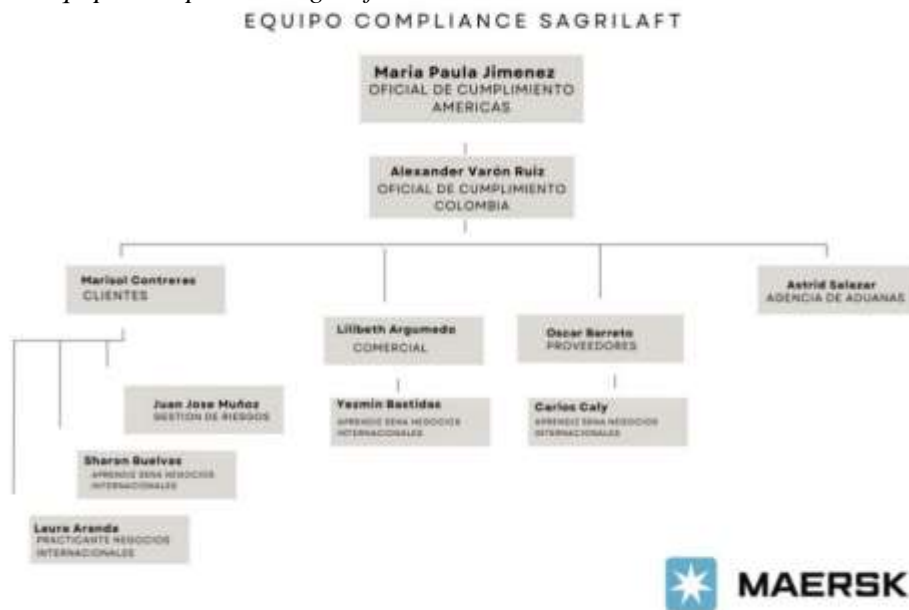 EQUIPO COMPLIANCE SAGRILAFT
Maria Paula Jimenez
OFICIAL DE CUMPLIMIENTO
AMERICAS
Alexander Varón Ruiz
OFICIAL DE CUMPLIMIENTO
COLOMBIA
Marisol Contreras
CLIENTES
Astrid Salazar
AGENCIA DE ADUANAS
Lilibeth Argumedo
COMERCIAL
Oscar Barreto
PROVEEDORES
Juan Jose Muñoz
GESTION DE RIESGOS
Yezmin Bastidas
APRENDIZ SENA NEGOCIOS
INTERNACIONALES
Carlos Caly
APRENDIZ SENA NEGOCIOS
INTERNACIONALES
Sharon Buelvas
APRENDIZ SENA NEGOCIOS
INTERNACIONALES
Laura Aranda
PRACTICANTE NEGOCIOS
INTERNACIONALES
MAERSK